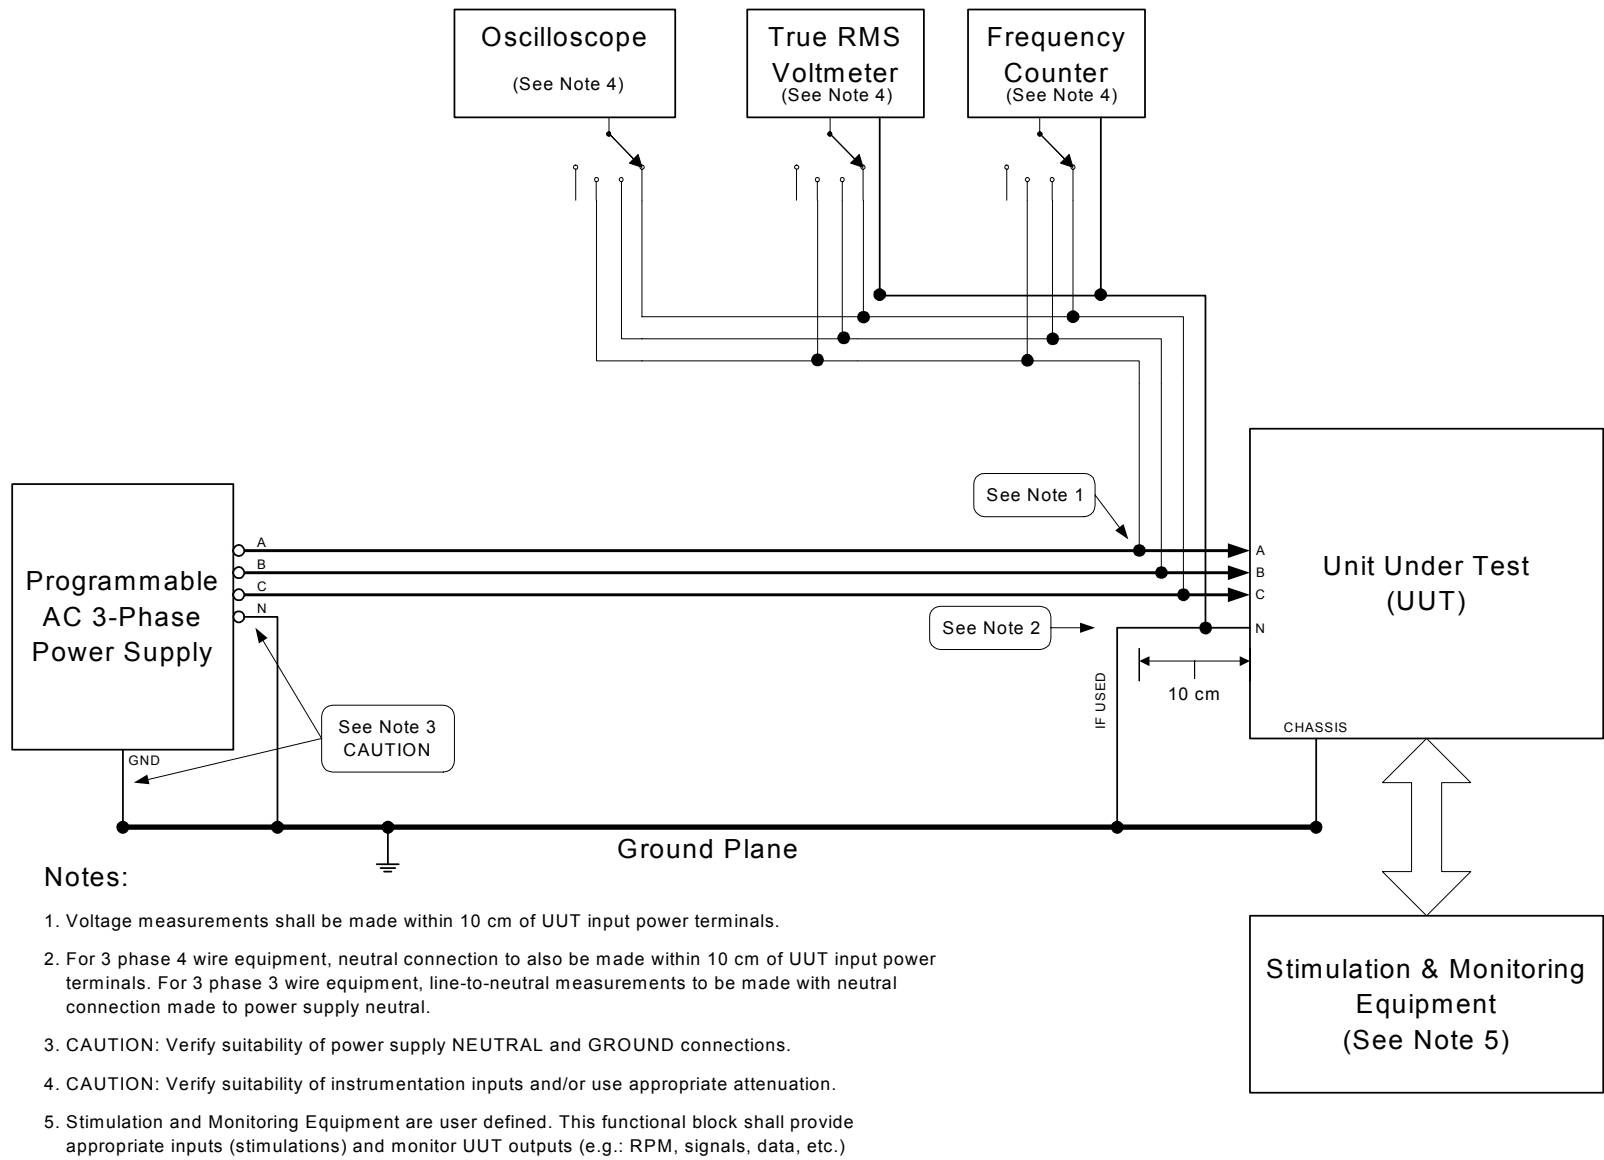 Oscilloscope
(See Note 4)
True RMS
Voltmeter
(See Note 4)
Frequency
Counter
(See Note 4)
See Note 1
Programmable
AC 3-Phase
Power Supply
A
B
C
N
GND
A
B
C
N
Unit Under Test
(UUT)
See Note 2
10 cm
IF USED
CHASSIS
See Note 3
CAUTION
Ground Plane
Stimulation & Monitoring
Equipment
(See Note 5)
Notes:
1. Voltage measurements shall be made within 10 cm of UUT input power terminals.
2. For 3 phase 4 wire equipment, neutral connection to also be made within 10 cm of UUT input power
terminals. For 3 phase 3 wire equipment, line-to-neutral measurements to be made with neutral
connection made to power supply neutral.
3. CAUTION: Verify suitability of power supply NEUTRAL and GROUND connections.
4. CAUTION: Verify suitability of instrumentation inputs and/or use appropriate attenuation.
5. Stimulation and Monitoring Equipment are user defined. This functional block shall provide
appropriate inputs (stimulations) and monitor UUT outputs (e.g.: RPM, signals, data, etc.)